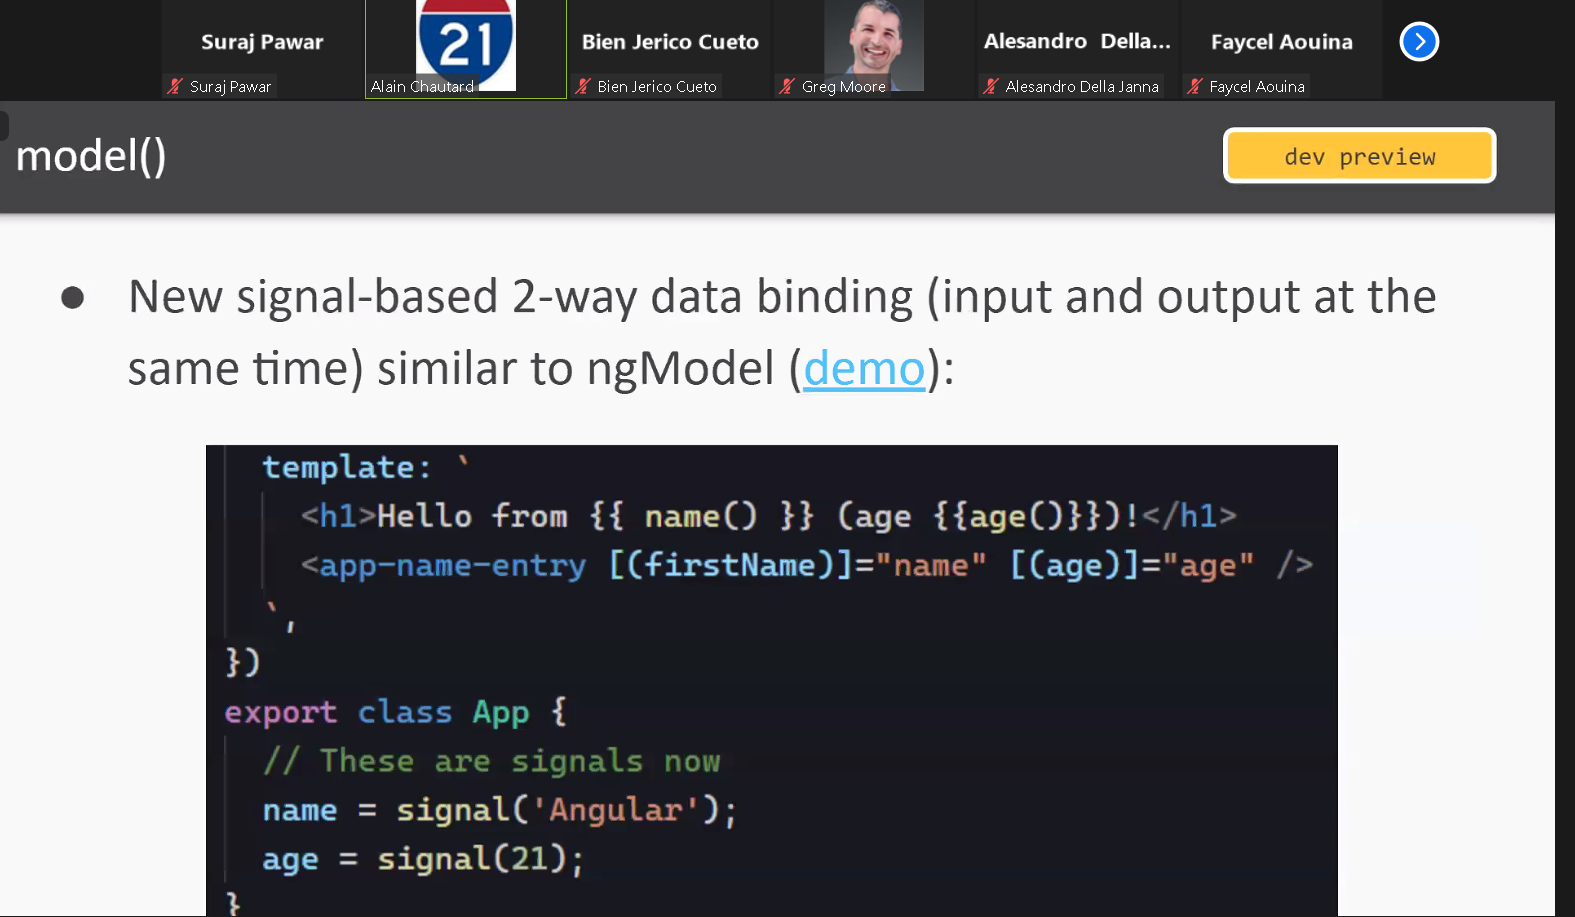 Suraj Pawar
21
Bien Jerico Cueto
Alesandro Della...
Faycel Aouina
Suraj Pawar
Alain Chautard
Bien Jerico Cueto
Greg Moore
Alesandro Della Janna
Faycel Aouina
model()
dev preview
● New signal-based 2-way data binding (input and output at the
same time) similar to ngModel (demo):
template: `
<h1>Hello from {{ name() }} (age {{age()}})!</h1>
<app-name-entry [(firstName)]="name" [(age)]="age" />
`,
})
export class App {
// These are signals now
name = signal('Angular');
age = signal(21);
}